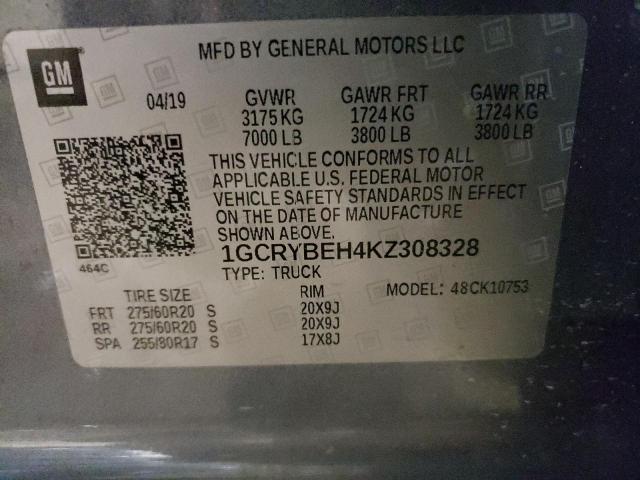 GM
MFD BY GENERAL MOTORS LLC
04/19 GVWR GAWR FRT GAWR RR
3175 KG 1724 KG 1724 KG
7000 LB 3800 LB 3800 LB
THIS VEHICLE CONFORMS TO ALL
APPLICABLE U.S. FEDERAL MOTOR
VEHICLE SAFETY STANDARDS IN EFFECT
ON THE DATE OF MANUFACTURE
SHOWN ABOVE.
1GCRYBEH4KZ308328
464C
TYPE: TRUCK
TIRE SIZE RIM MODEL: 48CK10753
FRT 275/60R20 S 20X9J
RR 275/60R20 S 20X9J
SPA 255/80R17 S 17X8J